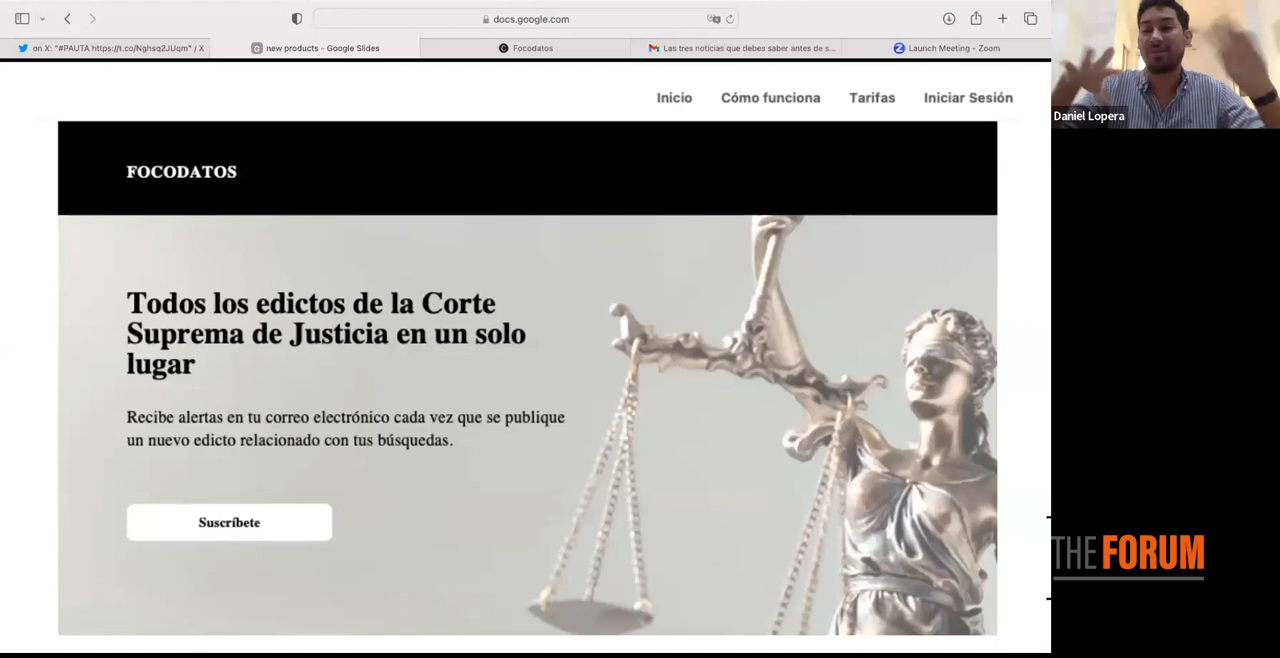 docs.google.com
on X: "#PAUTA https://t.co/Nghsq2JUqm" / X
new products - Google Slides
Focodatos
Las tres noticias que debes saber antes de s...
Launch Meeting - Zoom
Daniel Lopera
Inicio
Cómo funciona
Tarifas
Iniciar Sesión
FOCODATOS
Todos los edictos de la Corte
Suprema de Justicia en un solo
lugar
Recibe alertas en tu correo electrónico cada vez que se publique
un nuevo edicto relacionado con tus búsquedas.
Suscríbete
THE FORUM